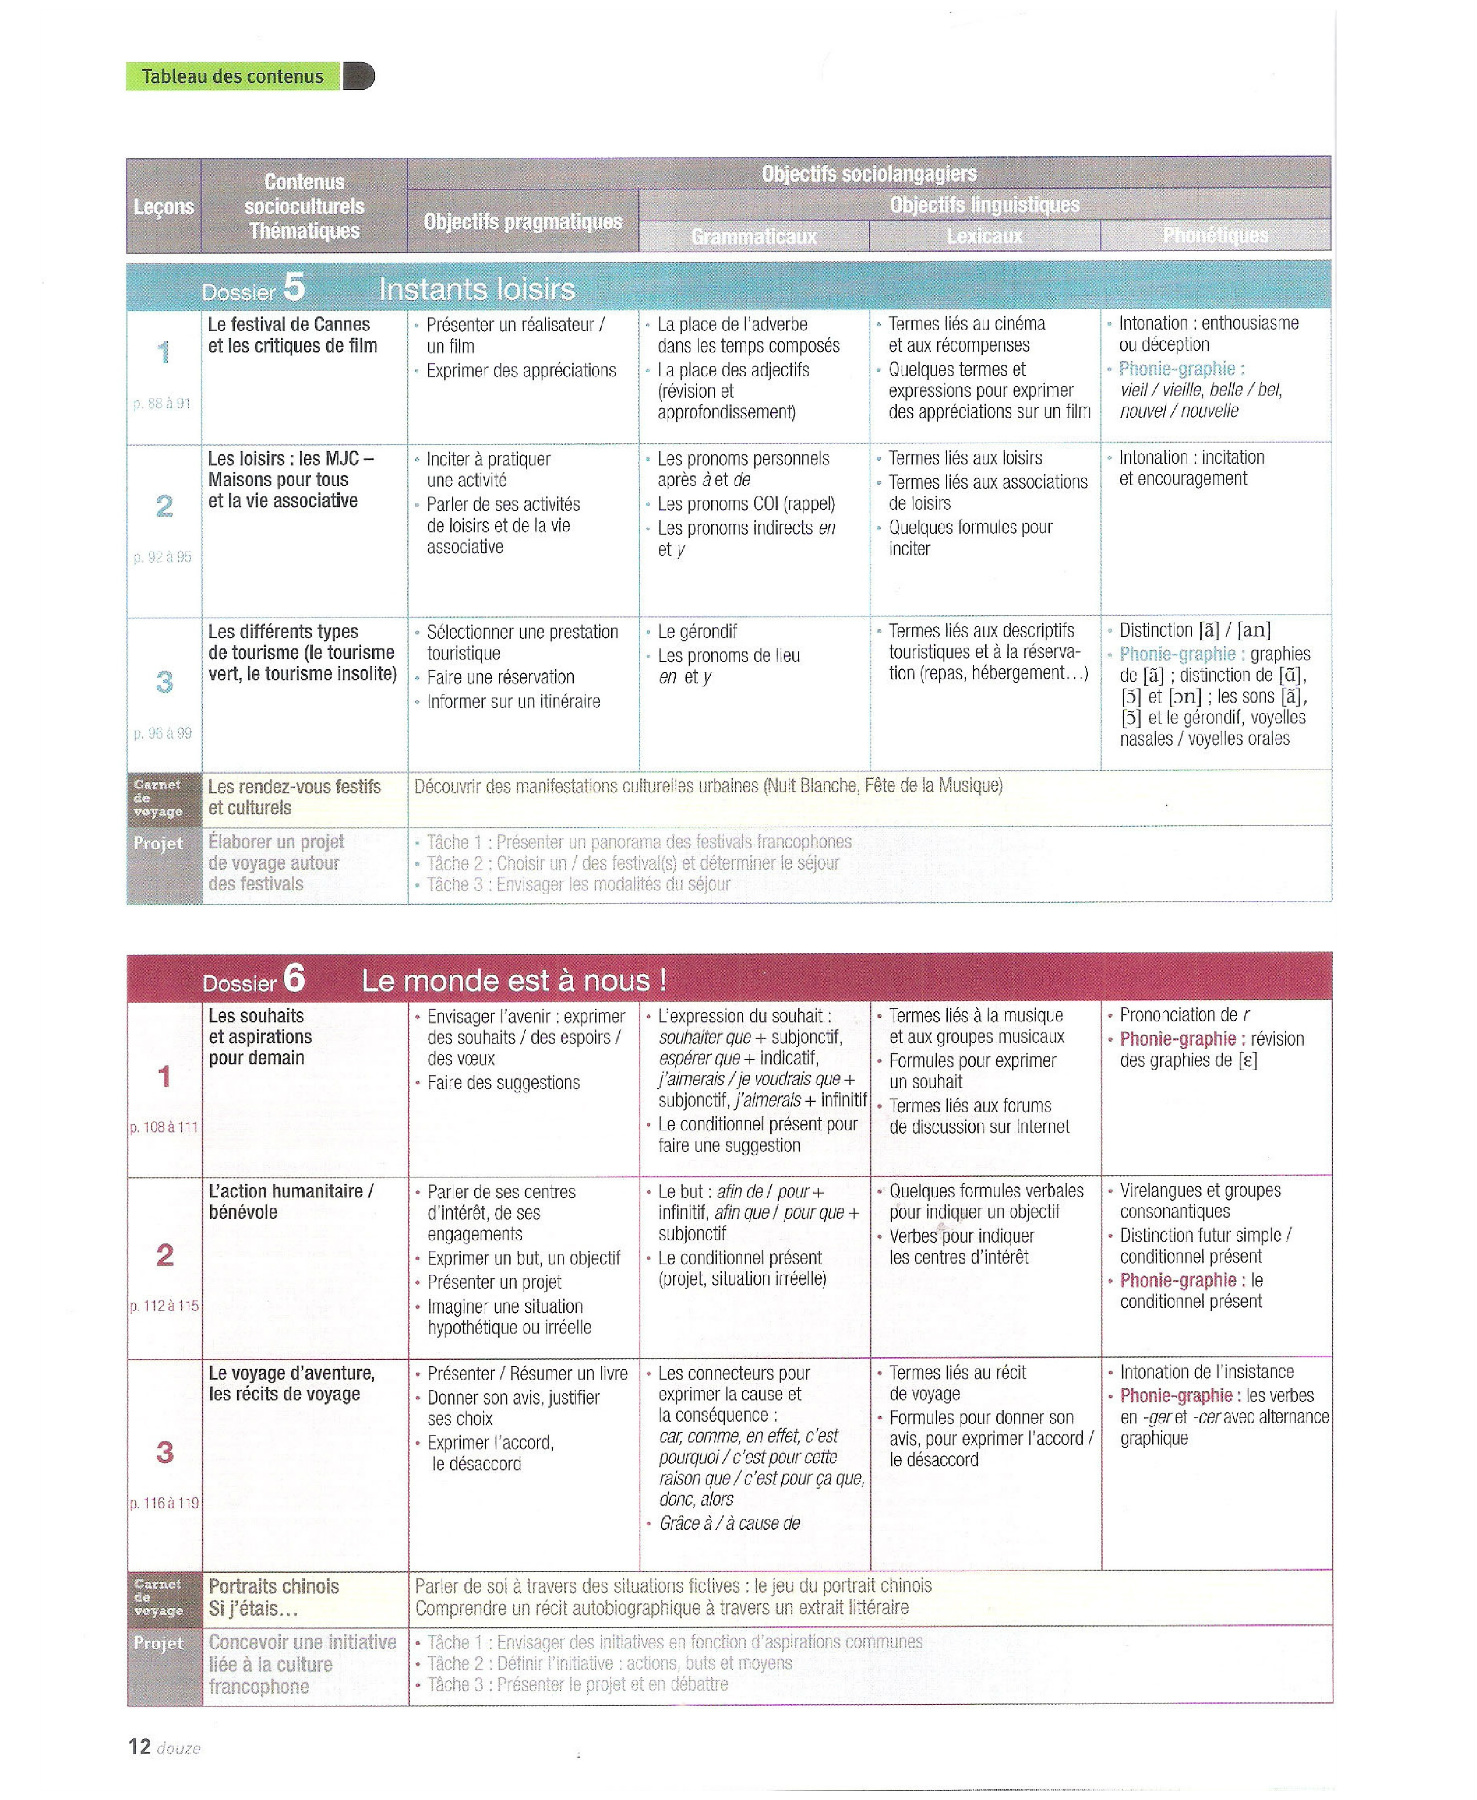 Tableau des contenus
Leçons
Contenus
socioculturels
Thématiques
Objectifs sociolangagiers
Objectifs pragmatiques
Objectifs linguistiques
Grammaticaux
Lexicaux
Phonétiques
Dossier 5 Instants loisirs
1
p. 88 à 91
Le festival de Cannes
et les critiques de film
• Présenter un réalisateur /
un film
• Exprimer des appréciations
• La place de l'adverbe
dans les temps composés
• La place des adjectifs
(révision et
approfondissement)
• Termes liés au cinéma
et aux récompenses
• Quelques termes et
expressions pour exprimer
des appréciations sur un film
• Intonation : enthousiasme
ou déception
• Phonie-graphie :
vieil / vieille, belle / bel,
nouvel / nouvelle
2
p. 92 à 95
Les loisirs : les MJC –
Maisons pour tous
et la vie associative
• Inciter à pratiquer
une activité
• Parler de ses activités
de loisirs et de la vie
associative
• Les pronoms personnels
après à et de
• Les pronoms COI (rappel)
• Les pronoms indirects en
et y
• Termes liés aux loisirs
• Termes liés aux associations
de loisirs
• Quelques formules pour
inciter
• Intonation : incitation
et encouragement
3
p. 96 à 99
Les différents types
de tourisme (le tourisme
vert, le tourisme insolite)
• Sélectionner une prestation
touristique
• Faire une réservation
• Informer sur un itinéraire
• Le gérondif
• Les pronoms de lieu
en et y
• Termes liés aux descriptifs
touristiques et à la réserva-
tion (repas, hébergement...)
• Distinction [ã] / [an]
• Phonie-graphie : graphies
de [ã] ; distinction de [ɑ̃],
[ɔ̃] et [ɔn] ; les sons [ã],
[ɔ̃] et le gérondif, voyelles
nasales / voyelles orales
Carnet
de
voyage
Les rendez-vous festifs
et culturels
Découvrir des manifestations culturelles urbaines (Nuit Blanche, Fête de la Musique)
Projet
Élaborer un projet
de voyage autour
des festivals
• Tâche 1 : Présenter un panorama des festivals francophones
• Tâche 2 : Choisir un / des festival(s) et déterminer le séjour
• Tâche 3 : Envisager les modalités du séjour
Dossier 6 Le monde est à nous !
1
p. 108 à 111
Les souhaits
et aspirations
pour demain
• Envisager l'avenir : exprimer
des souhaits / des espoirs /
des vœux
• Faire des suggestions
• L'expression du souhait :
souhaiter que + subjonctif,
espérer que + indicatif,
j'aimerais / je voudrais que +
subjonctif, j'aimerais + infinitif
• Le conditionnel présent pour
faire une suggestion
• Termes liés à la musique
et aux groupes musicaux
• Formules pour exprimer
un souhait
• Termes liés aux forums
de discussion sur Internet
• Prononciation de r
• Phonie-graphie : révision
des graphies de [ɛ]
2
p. 112 à 115
L'action humanitaire /
bénévole
• Parler de ses centres
d'intérêt, de ses
engagements
• Exprimer un but, un objectif
• Présenter un projet
• Imaginer une situation
hypothétique ou irréelle
• Le but : afin de / pour +
infinitif, afin que / pour que +
subjonctif
• Le conditionnel présent
(projet, situation irréelle)
• Quelques formules verbales
pour indiquer un objectif
• Verbes pour indiquer
les centres d'intérêt
• Virelangues et groupes
consonantiques
• Distinction futur simple /
conditionnel présent
• Phonie-graphie : le
conditionnel présent
3
p. 116 à 119
Le voyage d'aventure,
les récits de voyage
• Présenter / Résumer un livre
• Donner son avis, justifier
ses choix
• Exprimer l'accord,
le désaccord
• Les connecteurs pour
exprimer la cause et
la conséquence :
car, comme, en effet, c'est
pourquoi / c'est pour cette
raison que / c'est pour ça que,
donc, alors
• Grâce à / à cause de
• Termes liés au récit
de voyage
• Formules pour donner son
avis, pour exprimer l'accord /
le désaccord
• Intonation de l'insistance
• Phonie-graphie : les verbes
en -ger et -cer avec alternance
graphique
Carnet
de
voyage
Portraits chinois
Si j'étais...
Parler de soi à travers des situations fictives : le jeu du portrait chinois
Comprendre un récit autobiographique à travers un extrait littéraire
Projet
Concevoir une initiative
liée à la culture
francophone
• Tâche 1 : Envisager des initiatives en fonction d'aspirations communes
• Tâche 2 : Définir l'initiative : actions, buts et moyens
• Tâche 3 : Présenter le projet et en débattre
12 douze